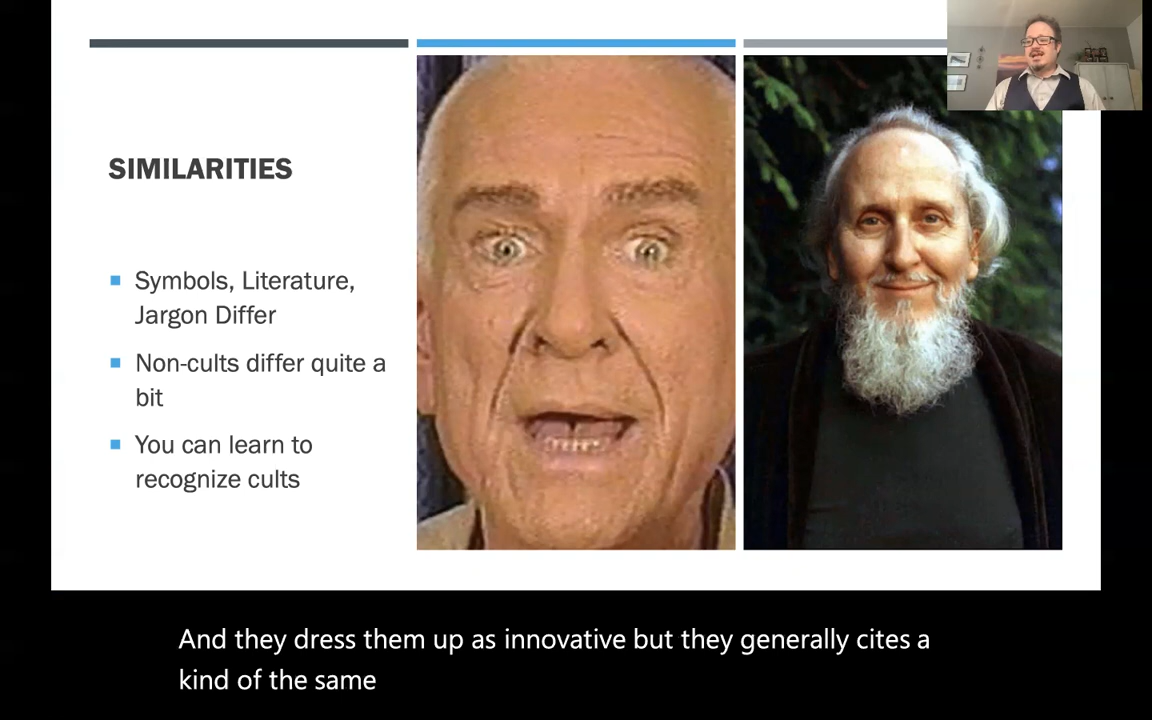 SIMILARITIES
Symbols, Literature,
Jargon Differ
Non-cults differ quite a
bit
You can learn to
recognize cults
And they dress them up as innovative but they generally cites a
kind of the same